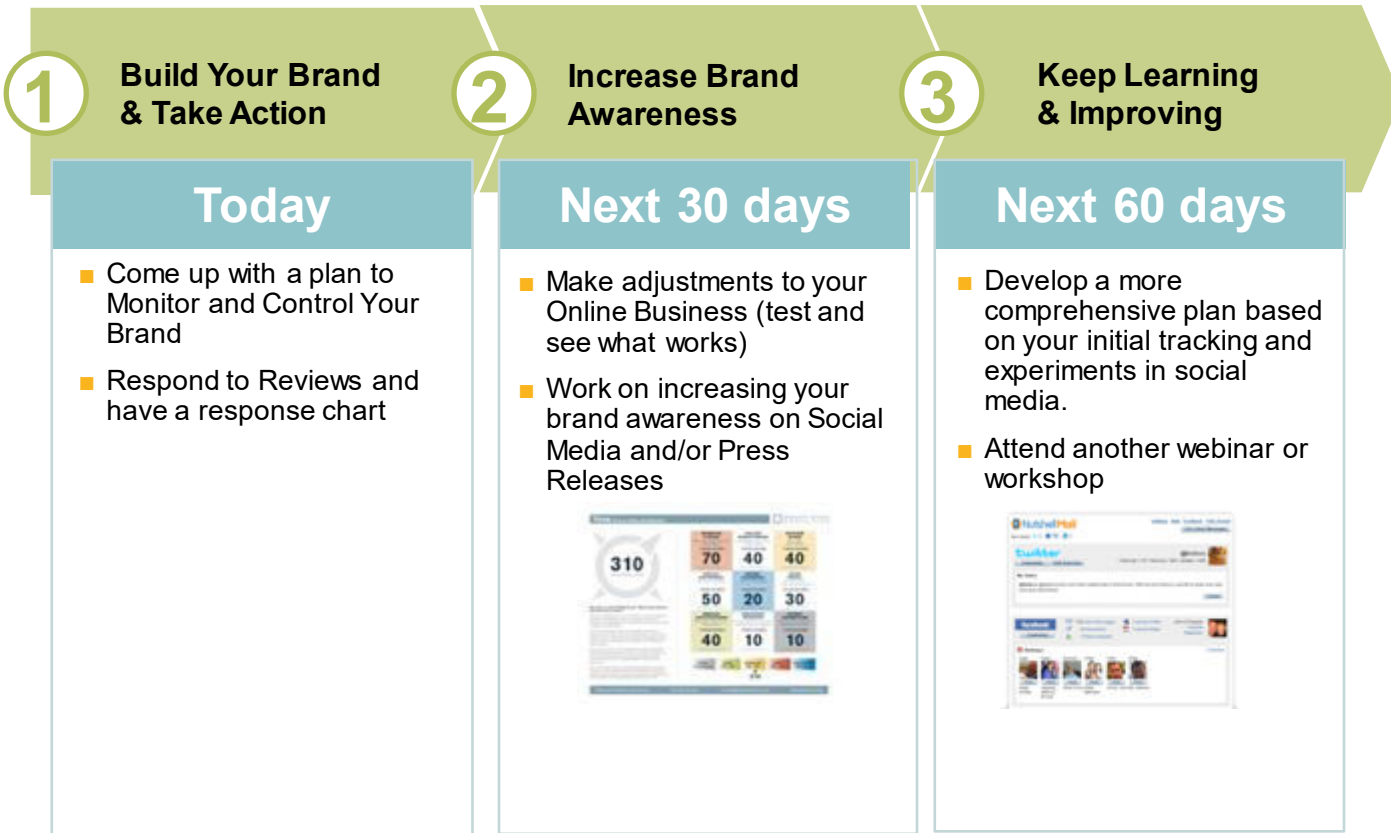 1
Build Your Brand
& Take Action
2
Increase Brand
Awareness
3
Keep Learning
& Improving
Today
Come up with a plan to
Monitor and Control Your
Brand
Respond to Reviews and
have a response chart
Next 30 days
Make adjustments to your
Online Business (test and
see what works)
Work on increasing your
brand awareness on Social
Media and/or Press
Releases
310
70 40 40
50 20 30
40 10 10
Next 60 days
Develop a more
comprehensive plan based
on your initial tracking and
experiments in social
media.
Attend another webinar or
workshop
NutshellMail
twitter
facebook